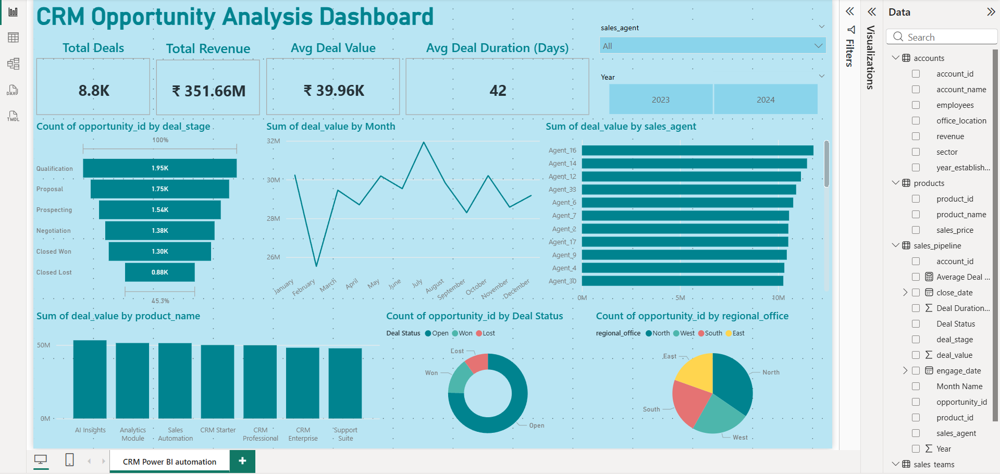 CRM Opportunity Analysis Dashboard
Total Deals
8.8K
Total Revenue
₹ 351.66M
Avg Deal Value
₹ 39.96K
Avg Deal Duration (Days)
42
sales_agent
All
Year
2023
2024
Count of opportunity_id by deal_stage
100%
Qualification
1.95K
Proposal
1.75K
Prospecting
1.54K
Negotiation
1.38K
Closed Won
1.30K
Closed Lost
0.88K
45.3%
Sum of deal_value by Month
32M
30M
28M
26M
January
February
March
April
May
June
July
August
September
October
November
December
Sum of deal_value by sales_agent
Agent_16
Agent_14
Agent_12
Agent_33
Agent_6
Agent_7
Agent_2
Agent_17
Agent_9
Agent_4
Agent_30
0M
5M
10M
Sum of deal_value by product_name
50M
0M
AI Insights
Analytics
Module
Sales
Automation
CRM Starter
CRM
Professional
CRM
Enterprise
Support
Suite
Count of opportunity_id by Deal Status
Deal Status Open Won Lost
Lost
Won
Open
Count of opportunity_id by regional_office
regional_office North West South East
East
North
South
West
CRM Power BI automation
+
DAX
TMDL
Filters
Visualizations
Data
Search
accounts
account_id
account_name
employees
office_location
revenue
sector
year_establish...
products
product_id
product_name
sales_price
sales_pipeline
account_id
Average Deal ...
close_date
Deal Duration...
Deal Status
deal_stage
deal_value
engage_date
Month Name
opportunity_id
product_id
sales_agent
Year
sales_teams